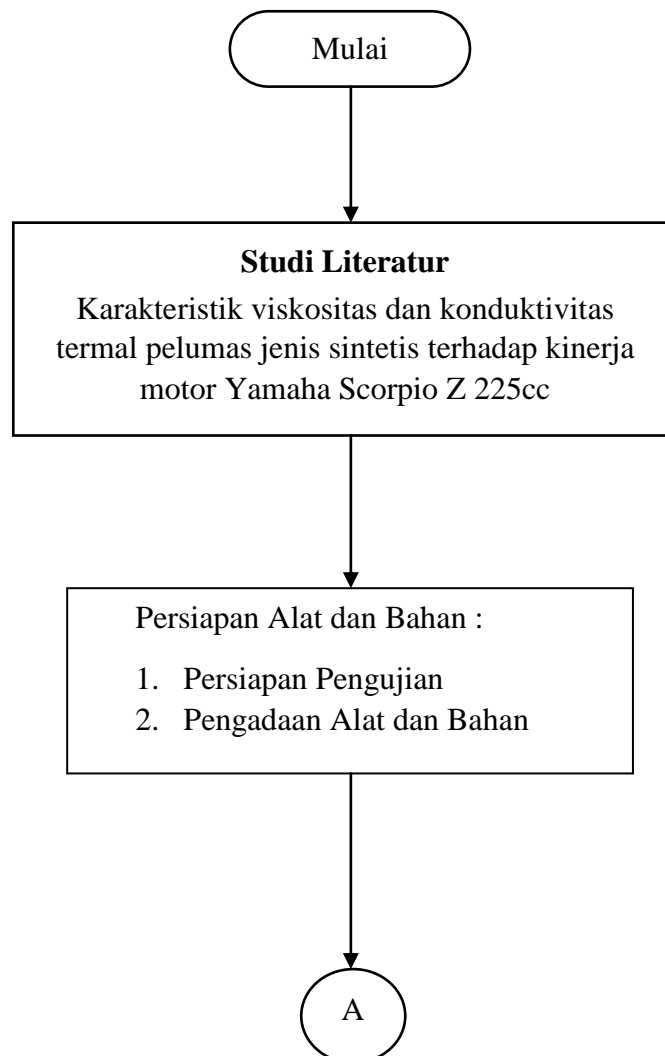 Mulai
Studi Literatur
Karakteristik viskositas dan konduktivitas
termal pelumas jenis sintetis terhadap kinerja
motor Yamaha Scorpio Z 225cc
Persiapan Alat dan Bahan :
1. Persiapan Pengujian
2. Pengadaan Alat dan Bahan
A